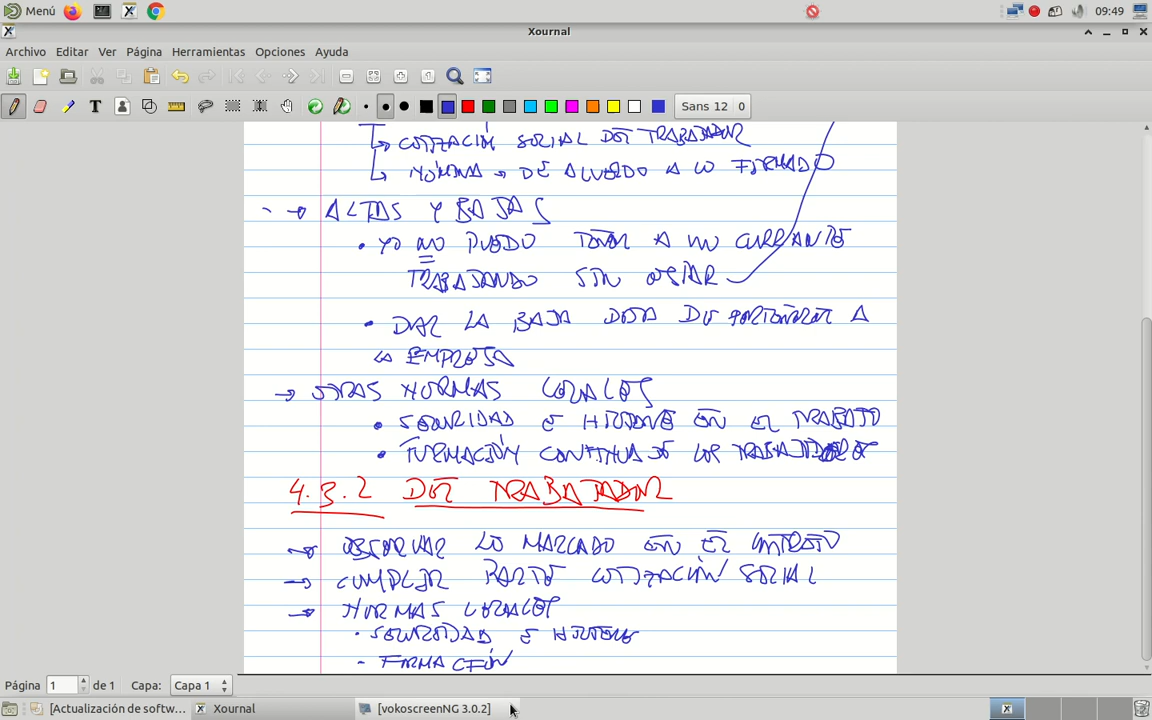 Menú 09:49
Xournal
Archivo Editar Ver Página Herramientas Opciones Ayuda
Sans 12 0
COTIZACIÓN SOCIAL DEL TRABAJADOR
NÓMINA → DE ACUERDO A LO FIRMADO
→ ALTAS Y BAJAS
• YO NO PUEDO TENER A UN CURRANTE
TRABAJANDO SIN ESTAR
• DAR LA BAJA DEJA DE PERTENECER A
LA EMPRESA
→ OTRAS NORMAS LEGALES
• SEGURIDAD E HIGIENE EN EL TRABAJO
• FORMACIÓN CONTINUA DE LOS TRABAJADORES
4.3.2 DEL TRABAJADOR
→ OBSERVAR LO MARCADO EN EL CONTRATO
→ CUMPLIR PARTE COTIZACIÓN SOCIAL
→ NORMAS LEGALES
• SEGURIDAD E HIGIENE
- FORMACIÓN
Página 1 de 1 Capa: Capa 1
[Actualización de softw... Xournal [vokoscreenNG 3.0.2]